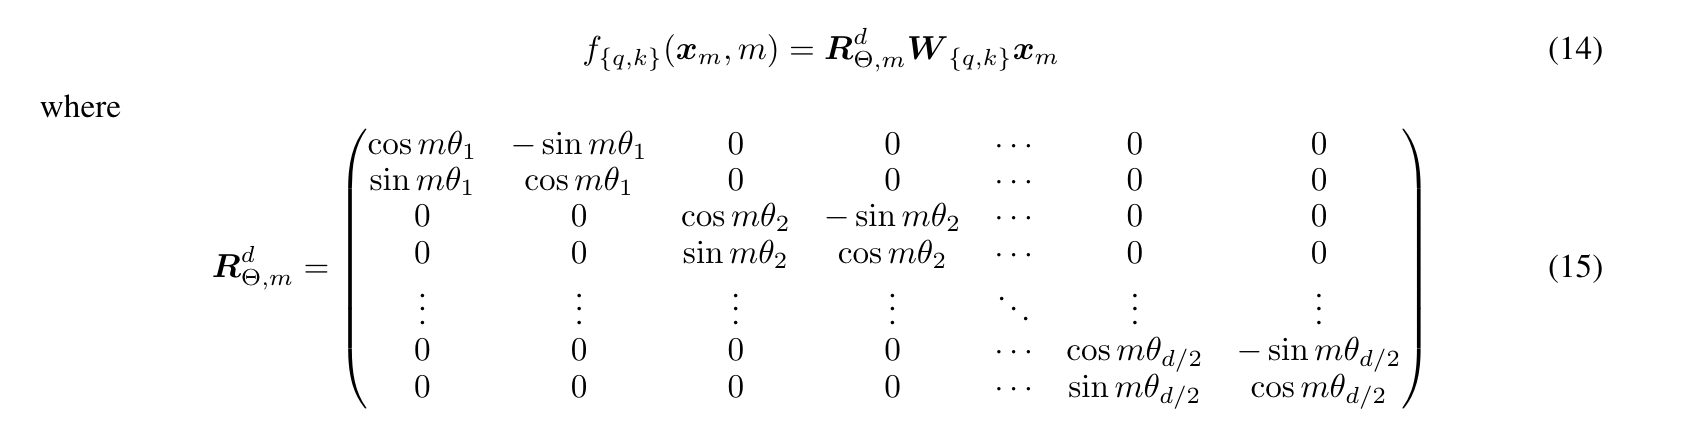 f_{\{q,k\}}(\boldsymbol{x}_m, m) = \boldsymbol{R}^d_{\Theta,m} \boldsymbol{W}_{\{q,k\}} \boldsymbol{x}_m (14)
where
\boldsymbol{R}^d_{\Theta,m} = \begin{pmatrix} \cos m\theta_1 & -\sin m\theta_1 & 0 & 0 & \cdots & 0 & 0 \\ \sin m\theta_1 & \cos m\theta_1 & 0 & 0 & \cdots & 0 & 0 \\ 0 & 0 & \cos m\theta_2 & -\sin m\theta_2 & \cdots & 0 & 0 \\ 0 & 0 & \sin m\theta_2 & \cos m\theta_2 & \cdots & 0 & 0 \\ \vdots & \vdots & \vdots & \vdots & \ddots & \vdots & \vdots \\ 0 & 0 & 0 & 0 & \cdots & \cos m\theta_{d/2} & -\sin m\theta_{d/2} \\ 0 & 0 & 0 & 0 & \cdots & \sin m\theta_{d/2} & \cos m\theta_{d/2} \end{pmatrix} (15)